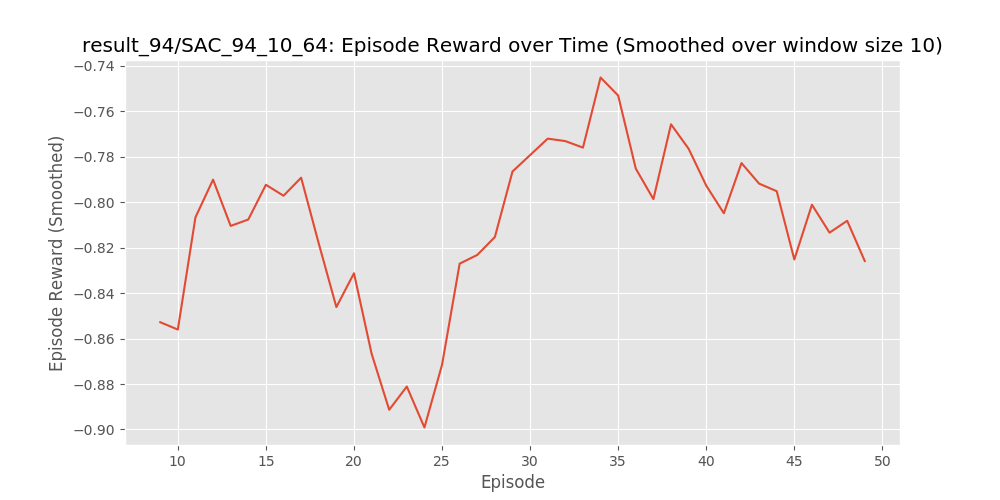 result_94/SAC_94_10_64: Episode Reward over Time (Smoothed over window size 10)
−0.74
−0.76
−0.78
−0.80
−0.82
−0.84
−0.86
−0.88
−0.90
Episode Reward (Smoothed)
10 15 20 25 30 35 40 45 50
Episode